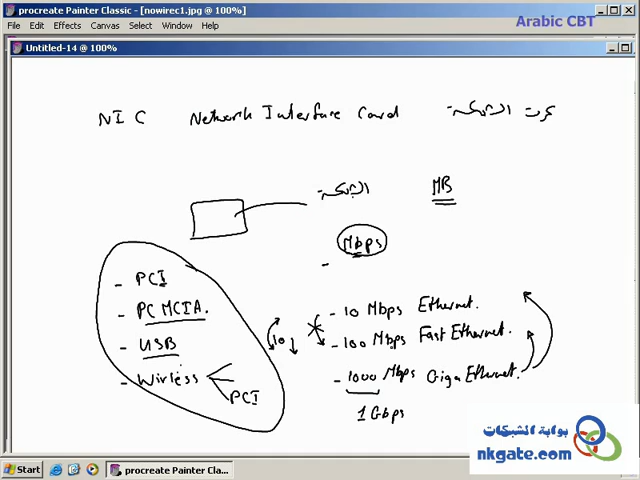 procreate Painter Classic - [nowirec1.jpg @ 100%]
Arabic CBT
File Edit Effects Canvas Select Movie Window Help
Untitled-14 @ 100%
NIC Network Interface Card كرت الشبكة
الشبكة MB
Mbps
-
- PCI
- PCMCIA.
- USB
- Wireless
PCI
10
- 10 Mbps Ethernet.
- 100 Mbps Fast Ethernet.
- 1000 Mbps Giga Ethernet.
1 Gbps
بوابة الشبكات
nkgate.com
Start procreate Painter Cla...